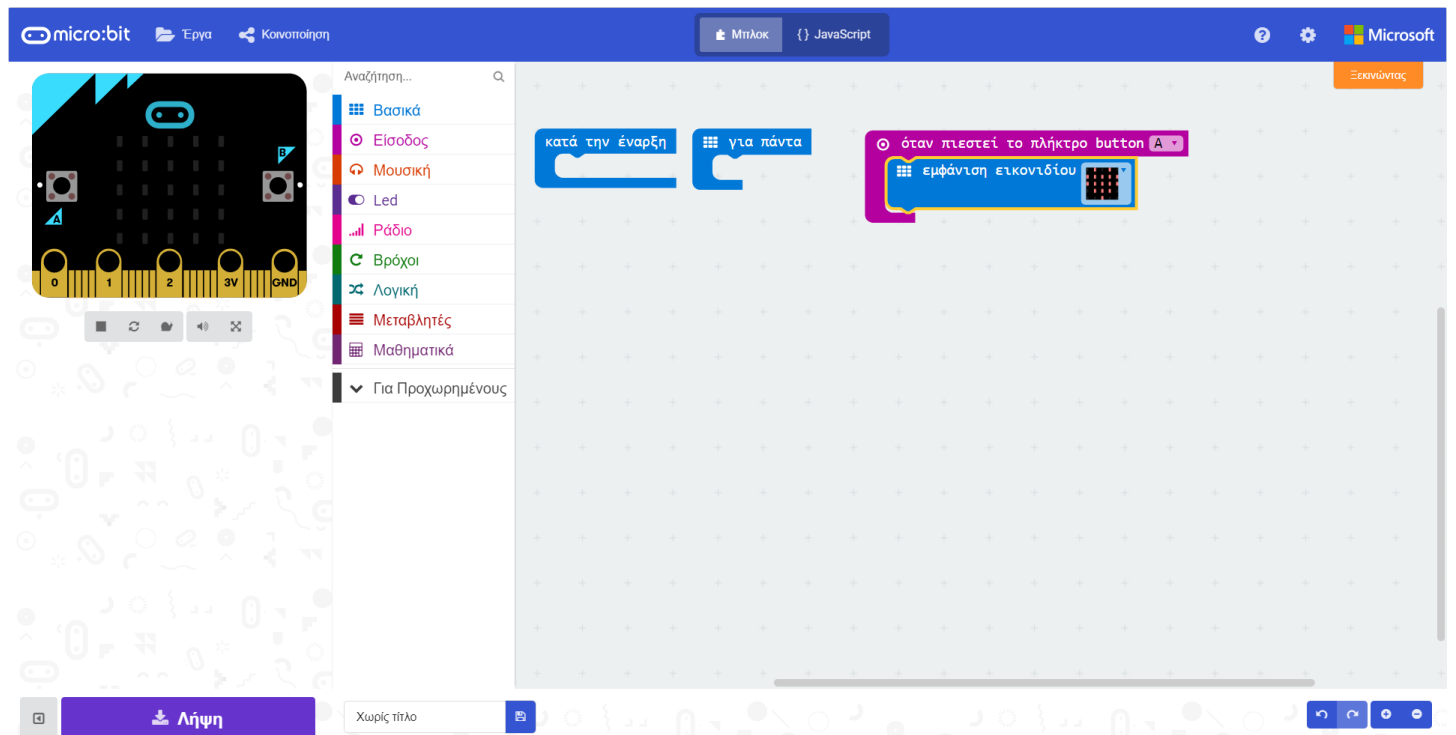 micro:bit Έργα Κοινοποίηση Μπλοκ {} JavaScript Microsoft
Αναζήτηση... Ξεκινώντας
Βασικά
Είσοδος
Μουσική
Led
Ράδιο
Βρόχοι
Λογική
Μεταβλητές
Μαθηματικά
Για Προχωρημένους
B
A
0 1 2 3V GND
κατά την έναρξη
για πάντα
όταν πιεστεί το πλήκτρο button A
εμφάνιση εικονιδίου
Λήψη Χωρίς τίτλο